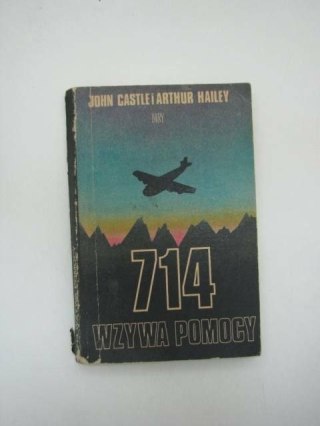 JOHN CASTLE I ARTHUR HAILEY
714
WZYWA POMOCY